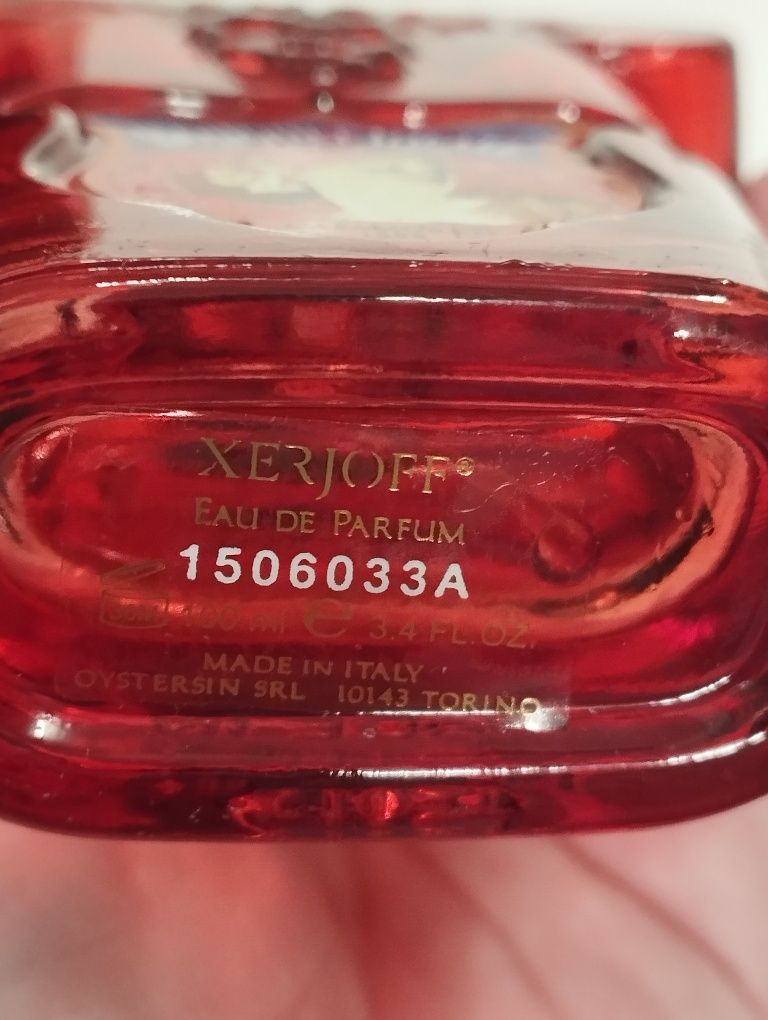 XERJOFF®
EAU DE PARFUM
1506033A
100 ml e 3.4 FL.OZ.
MADE IN ITALY
OYSTERSIN SRL 10143 TORINO